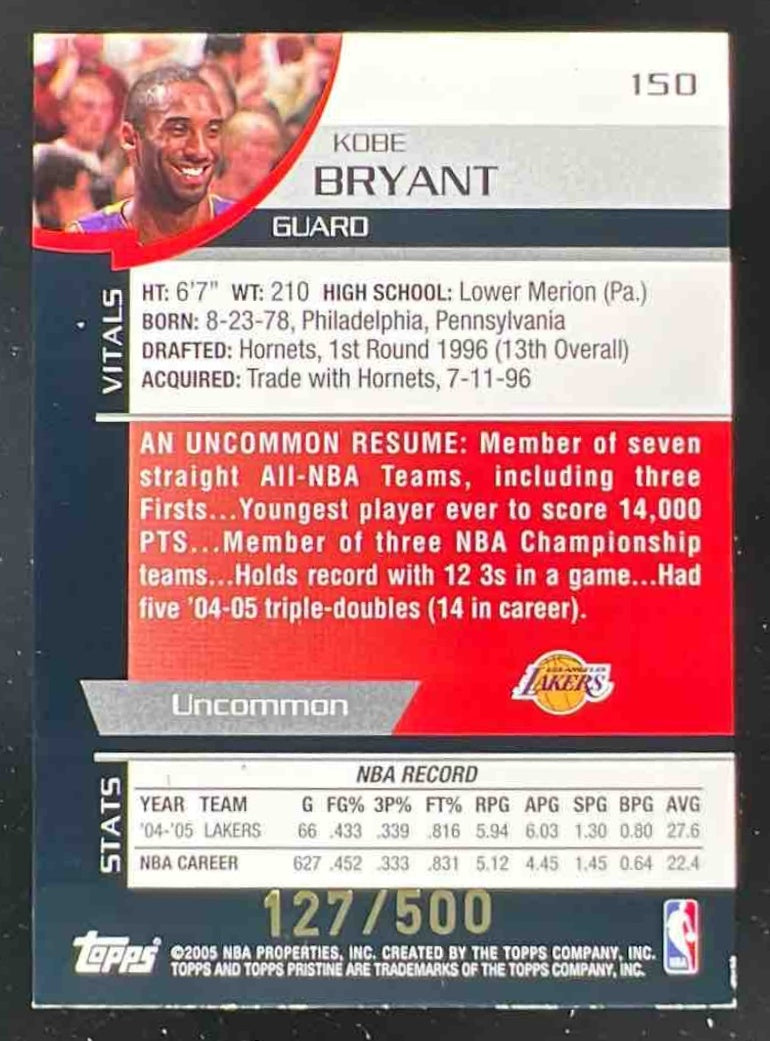 150
KOBE
BRYANT
GUARD
VITALS
HT: 6'7" WT: 210 HIGH SCHOOL: Lower Merion (Pa.)
BORN: 8-23-78, Philadelphia, Pennsylvania
DRAFTED: Hornets, 1st Round 1996 (13th Overall)
ACQUIRED: Trade with Hornets, 7-11-96
AN UNCOMMON RESUME: Member of seven
straight All-NBA Teams, including three
Firsts...Youngest player ever to score 14,000
PTS...Member of three NBA Championship
teams...Holds record with 12 3s in a game...Had
five '04-05 triple-doubles (14 in career).
LOS ANGELES
LAKERS
Uncommon
STATS
NBA RECORD
YEAR TEAM G FG% 3P% FT% RPG APG SPG BPG AVG
'04-'05 LAKERS 66 .433 .339 .816 5.94 6.03 1.30 0.80 27.6
NBA CAREER 627 .452 .333 .831 5.12 4.45 1.45 0.64 22.4
127/500
Topps ©2005 NBA PROPERTIES, INC. CREATED BY THE TOPPS COMPANY, INC.
TOPPS AND TOPPS PRISTINE ARE TRADEMARKS OF THE TOPPS COMPANY, INC.
NBA